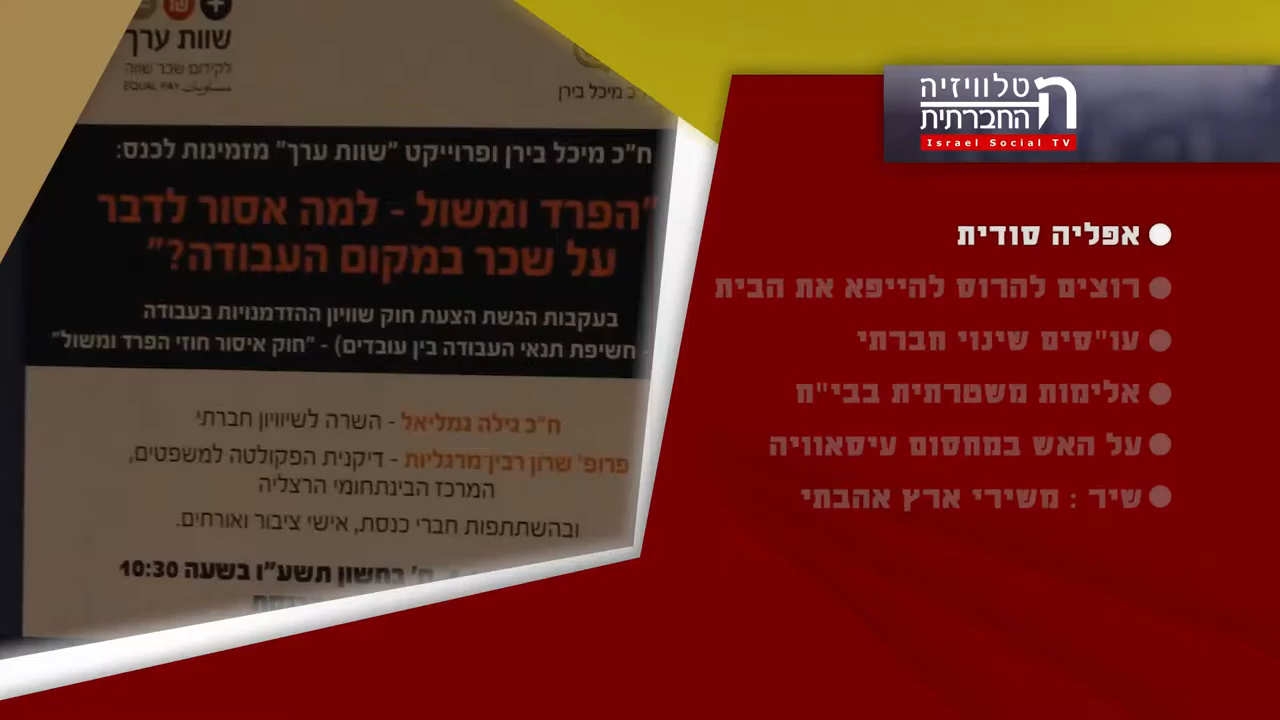 הטלוויזיה
החברתית
Israel Social TV
אפליה סודית
רוצים להרוס להייפא את הבית
עו"סים שינוי חברתי
אלימות משטרתית בבי"ח
על האש במחסום עיסאוויה
שיר : משירי ארץ אהבתי
שוות ערך
לקידום שכר שווה
EQUAL PAY
מיכל בירן
ח"כ מיכל בירן ופרוייקט "שוות ערך" מזמינות לכנס:
"הפרד ומשול - למה אסור לדבר
על שכר במקום העבודה?"
בעקבות הגשת הצעת חוק שוויון ההזדמנויות בעבודה
- חשיפת תנאי העבודה בין עובדים) - "חוק איסור חוזי הפרד ומשול"
ח"כ גילה גמליאל - השרה לשיוויון חברתי
פרופ' שרון רבין־מרגליות - דיקנית הפקולטה למשפטים,
המרכז הבינתחומי הרצליה
ובהשתתפות חברי כנסת, אישי ציבור ואורחים.
ח' בחשון תשע"ו בשעה 10:30